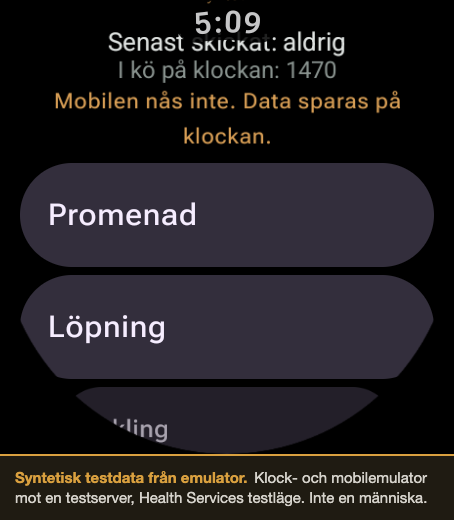 5:09
Senast skickat: aldrig
I kö på klockan: 1470
Mobilen nås inte. Data sparas på
klockan.
Promenad
Löpning
Syntetisk testdata från emulator. Klock- och mobilemulator
mot en testserver, Health Services testläge. Inte en människa.